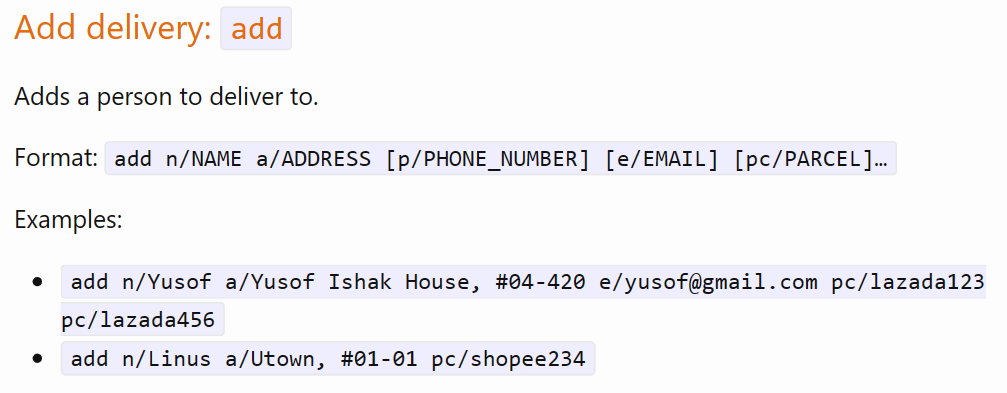 Add delivery: add
Adds a person to deliver to.
Format: add n/NAME a/ADDRESS [p/PHONE_NUMBER] [e/EMAIL] [pc/PARCEL]…
Examples:
• add n/Yusof a/Yusof Ishak House, #04-420 e/yusof@gmail.com pc/lazada123
pc/lazada456
• add n/Linus a/Utown, #01-01 pc/shopee234